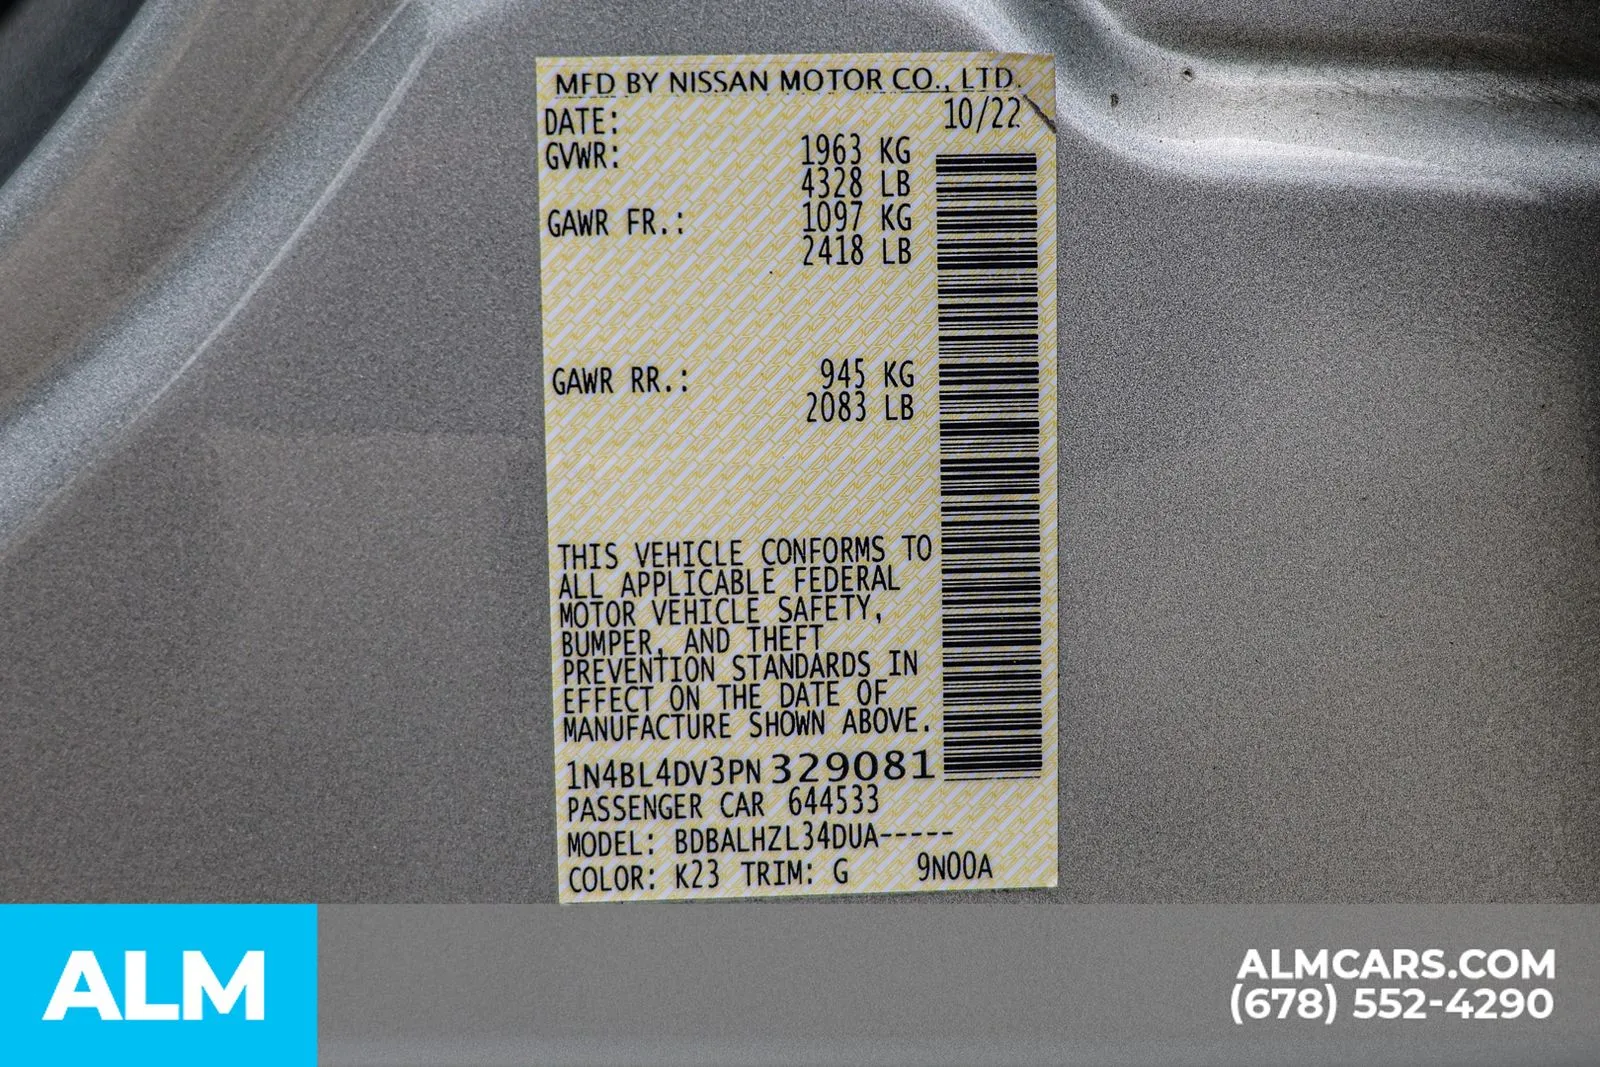 MFD BY NISSAN MOTOR CO., LTD.
DATE: 10/22
GVWR: 1963 KG
4328 LB
GAWR FR.: 1097 KG
2418 LB
GAWR RR.: 945 KG
2083 LB
THIS VEHICLE CONFORMS TO
ALL APPLICABLE FEDERAL
MOTOR VEHICLE SAFETY,
BUMPER, AND THEFT
PREVENTION STANDARDS IN
EFFECT ON THE DATE OF
MANUFACTURE SHOWN ABOVE.
1N4BL4DV3PN329081
PASSENGER CAR 644533
MODEL: BDBALHZL34DUA-----
COLOR: K23 TRIM: G 9N00A
ALM
ALMCARS.COM
(678) 552-4290